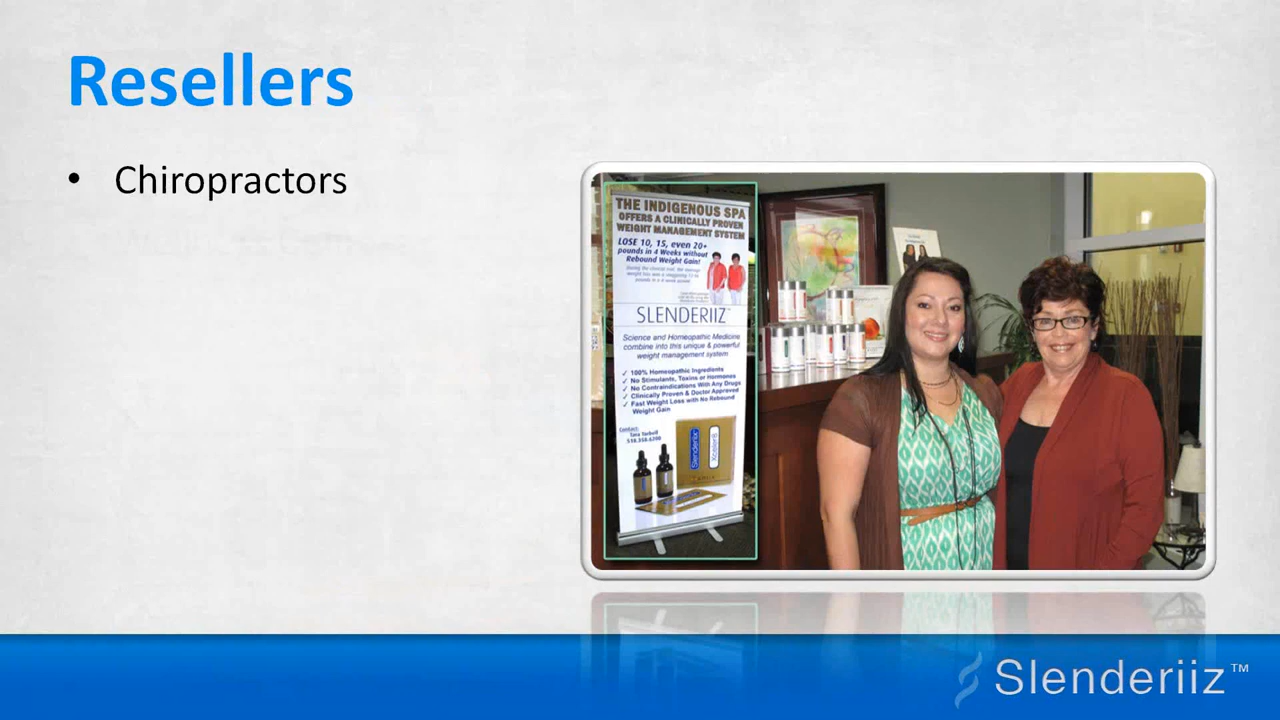 Resellers
• Chiropractors
THE INDIGENOUS SPA
OFFERS A CLINICALLY PROVEN
WEIGHT MANAGEMENT SYSTEM
LOSE 10, 15, even 20+
pounds in 4 Weeks without
Rebound Weight Gain!
SLENDERIIZ™
Science and Homeopathic Medicine
combine into this unique & powerful
weight management system
✓ 100% Homeopathic Ingredients
✓ No Stimulants, Toxins or Hormones
✓ No Contraindications With Any Drugs
✓ Clinically Proven & Doctor Approved
✓ Fast Weight Loss with No Rebound
Weight Gain
Contact:
Slenderiiz
Slenderiiz™